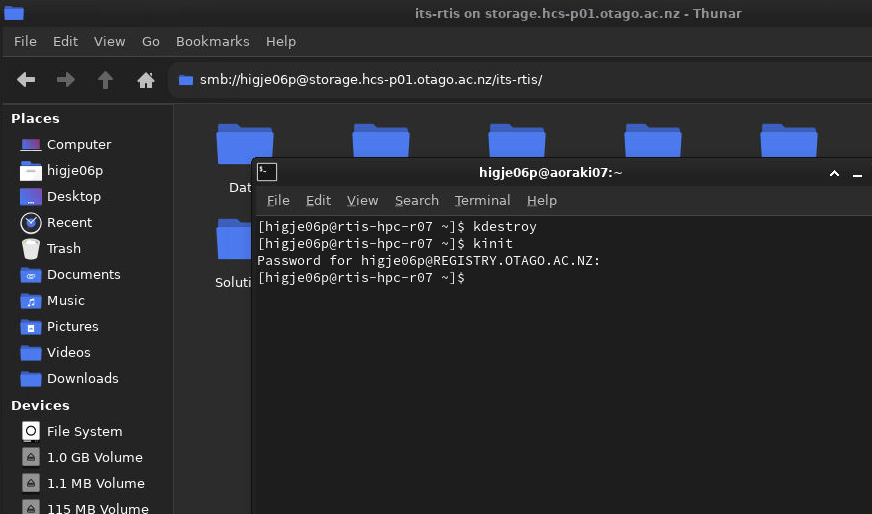 its-rtis on storage.hcs-p01.otago.ac.nz - Thunar
File Edit View Go Bookmarks Help
smb://higje06p@storage.hcs-p01.otago.ac.nz/its-rtis/
Places
Computer
higje06p
Desktop
Recent
Trash
Documents
Music
Pictures
Videos
Downloads
Devices
File System
1.0 GB Volume
1.1 MB Volume
115 MB Volume
Dat
Soluti
higje06p@aoraki07:~
File Edit View Search Terminal Help
[higje06p@rtis-hpc-r07 ~]$ kdestroy
[higje06p@rtis-hpc-r07 ~]$ kinit
Password for higje06p@REGISTRY.OTAGO.AC.NZ:
[higje06p@rtis-hpc-r07 ~]$